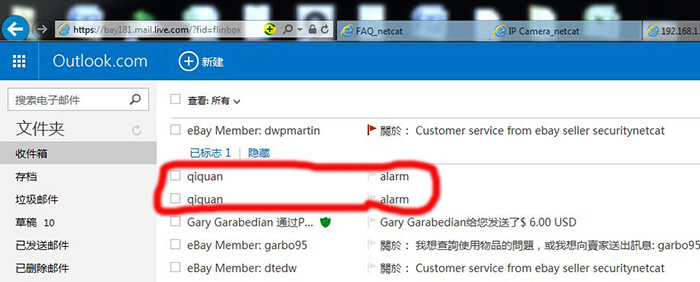 https://bay181.mail.live.com/?fid=flinbox
FAQ_netcat
IP Camera_netcat
192.168.1.
Outlook.com
新建
搜索电子邮件
查看: 所有
文件夹
eBay Member: dwpmartin
關於： Customer service from ebay seller securitynetcat
收件箱
已标志 1 | 隐藏
存档
qiquan
alarm
垃圾邮件
qiquan
alarm
草稿 10
Gary Garabedian 通过P...
Gary Garabedian给您发送了$ 6.00 USD
已发送邮件
eBay Member: garbo95
關於： 我想查詢使用物品的問題，或我想向賣家送出訊息: garbo95
已删除邮件
eBay Member: dtedw
關於： Customer service from ebay seller securitynetcat